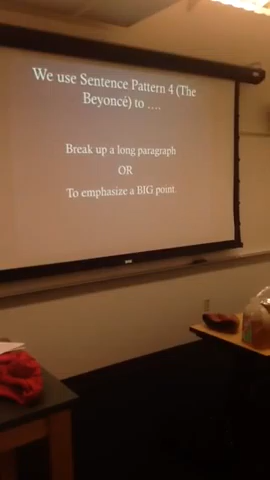 We use Sentence Pattern 4 (The
Beyoncé) to ….
Break up a long paragraph
OR
To emphasize a BIG point